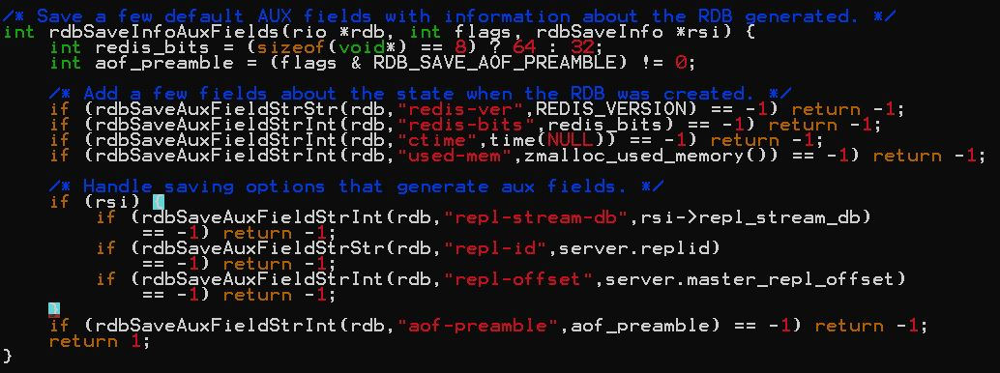 /* Save a few default AUX fields with information about the RDB generated. */
int rdbSaveInfoAuxFields(rio *rdb, int flags, rdbSaveInfo *rsi) {
    int redis_bits = (sizeof(void*) == 8) ? 64 : 32;
    int aof_preamble = (flags & RDB_SAVE_AOF_PREAMBLE) != 0;

    /* Add a few fields about the state when the RDB was created. */
    if (rdbSaveAuxFieldStrStr(rdb,"redis-ver",REDIS_VERSION) == -1) return -1;
    if (rdbSaveAuxFieldStrInt(rdb,"redis-bits",redis_bits) == -1) return -1;
    if (rdbSaveAuxFieldStrInt(rdb,"ctime",time(NULL)) == -1) return -1;
    if (rdbSaveAuxFieldStrInt(rdb,"used-mem",zmalloc_used_memory()) == -1) return -1;

    /* Handle saving options that generate aux fields. */
    if (rsi) {
        if (rdbSaveAuxFieldStrInt(rdb,"repl-stream-db",rsi->repl_stream_db)
            == -1) return -1;
        if (rdbSaveAuxFieldStrStr(rdb,"repl-id",server.replid)
            == -1) return -1;
        if (rdbSaveAuxFieldStrInt(rdb,"repl-offset",server.master_repl_offset)
            == -1) return -1;
    }
    if (rdbSaveAuxFieldStrInt(rdb,"aof-preamble",aof_preamble) == -1) return -1;
    return 1;
}